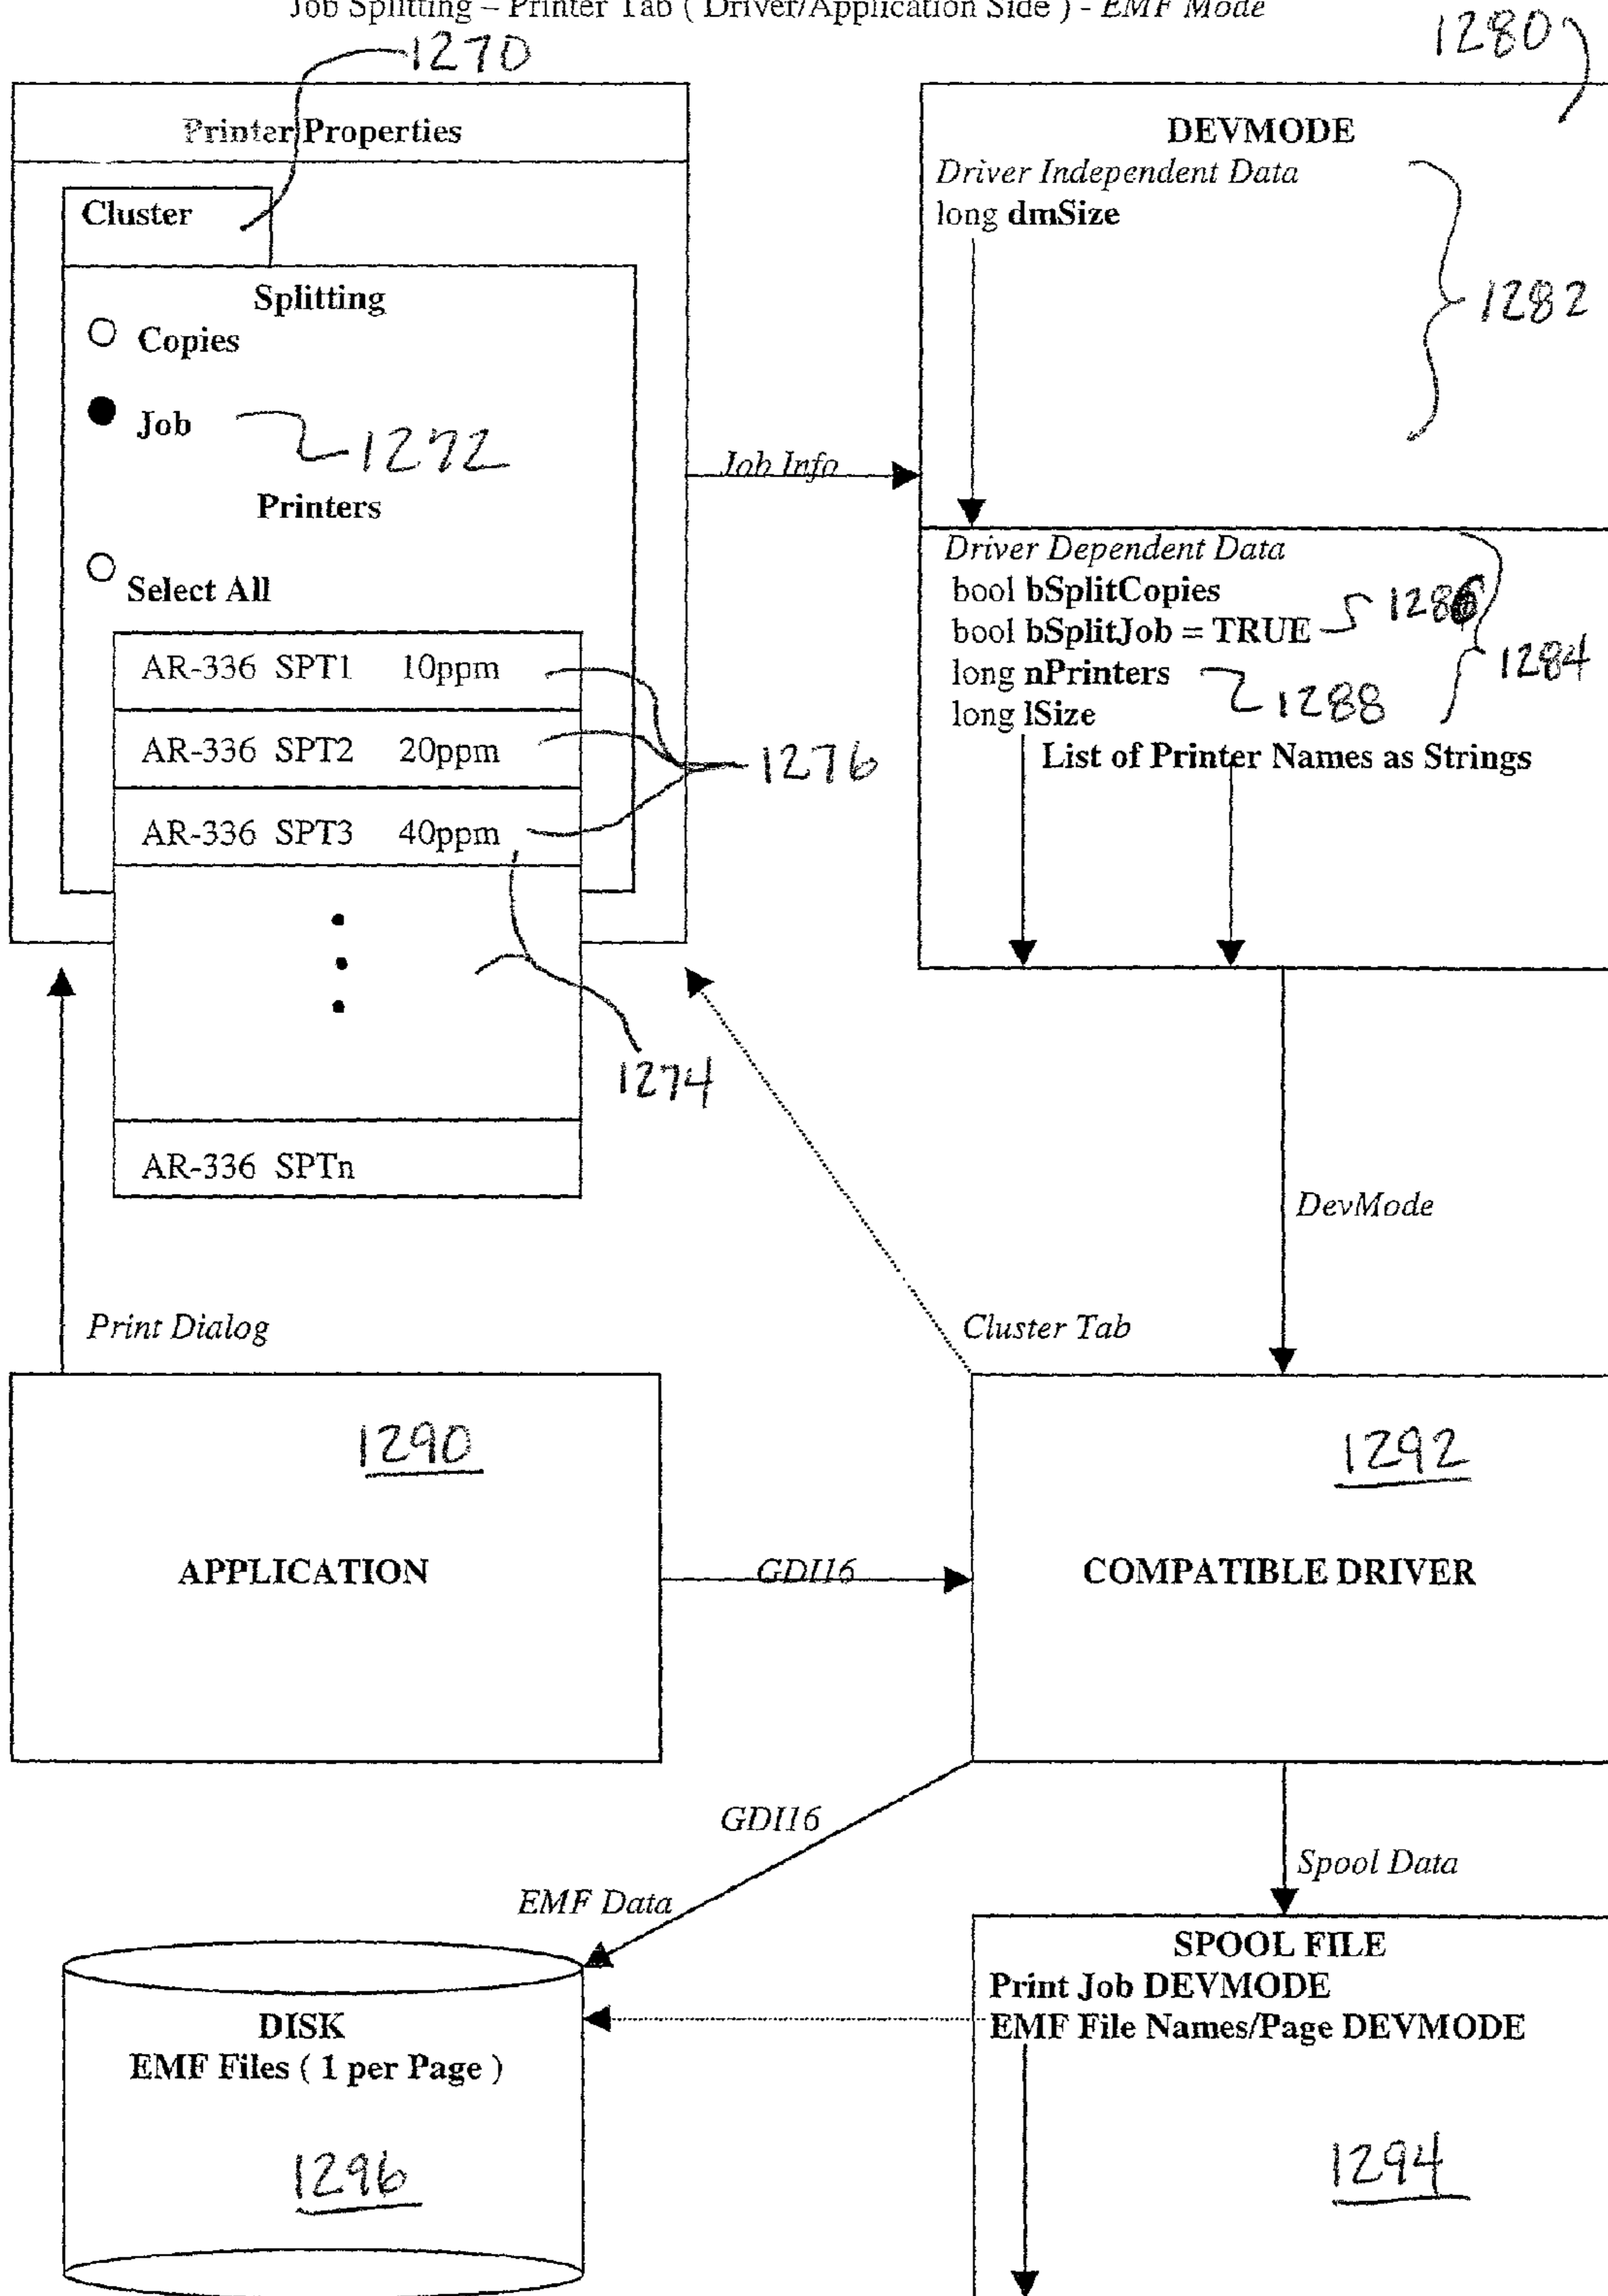 Job Splitting – Printer Tab ( Driver/Application Side ) - EMF Mode
1270
1280
Printer Properties
Cluster
Splitting
Copies
Job
1272
Printers
Select All
AR-336 SPT1 10ppm
AR-336 SPT2 20ppm
AR-336 SPT3 40ppm
1276
1274
AR-336 SPTn
Job Info
DEVMODE
Driver Independent Data
long dmSize
1282
Driver Dependent Data
bool bSplitCopies
bool bSplitJob = TRUE
1286
long nPrinters
1288
1284
long lSize
List of Printer Names as Strings
DevMode
Print Dialog
Cluster Tab
1290
APPLICATION
GDI16
1292
COMPATIBLE DRIVER
GDI16
EMF Data
Spool Data
DISK
EMF Files ( 1 per Page )
1296
SPOOL FILE
Print Job DEVMODE
EMF File Names/Page DEVMODE
1294